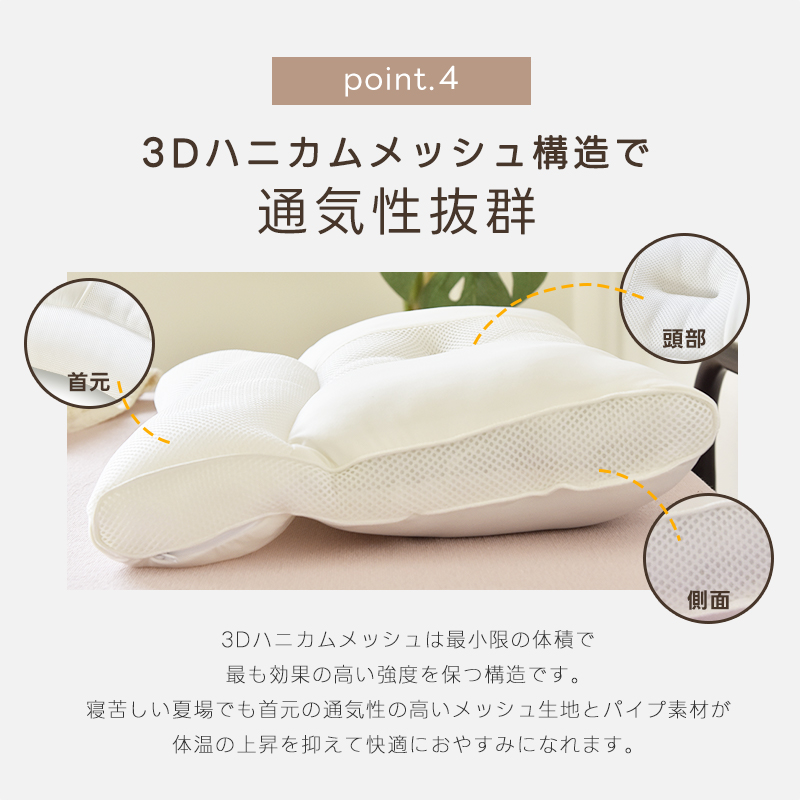 point.4
3Dハニカムメッシュ構造で
通気性抜群
頭部
首元
側面
3Dハニカムメッシュは最小限の体積で
最も効果の高い強度を保つ構造です。
寝苦しい夏場でも首元の通気性の高いメッシュ生地とパイプ素材が
体温の上昇を抑えて快適におやすみになれます。